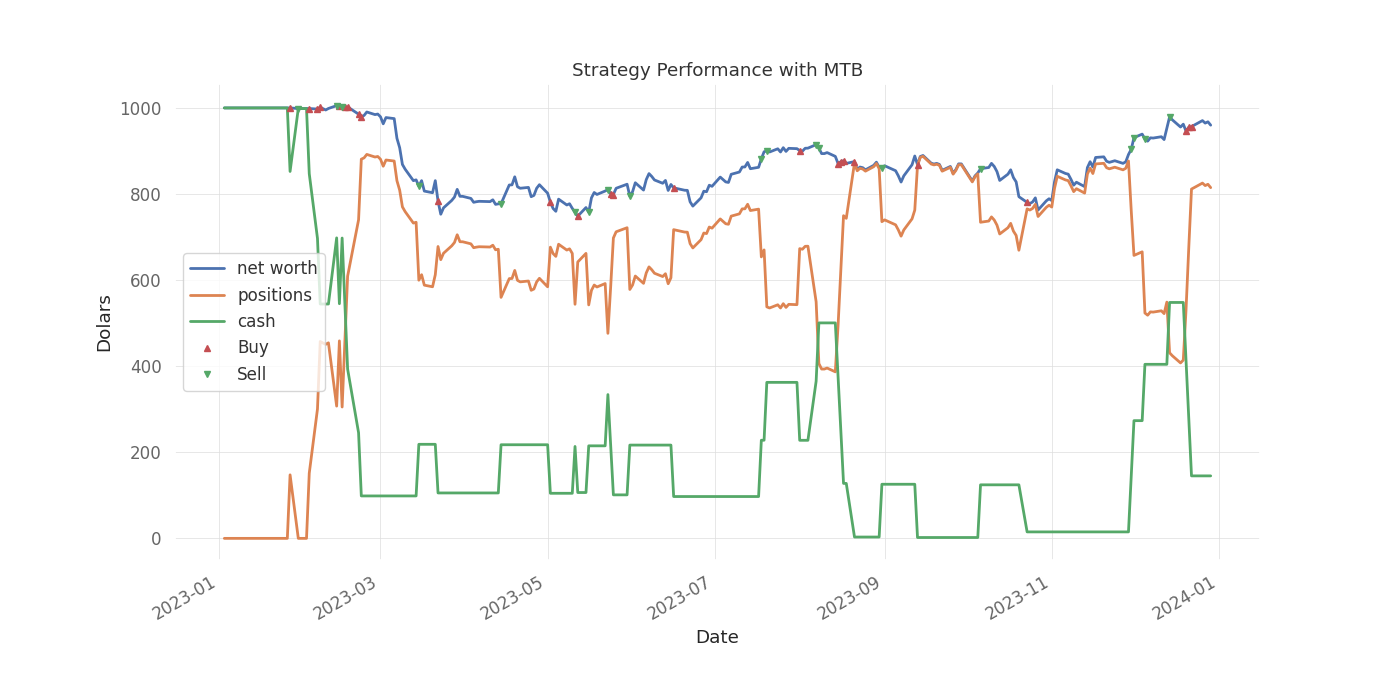 Strategy Performance with MTB
1000
800
600
400
200
0
Dolars
net worth
positions
cash
Buy
Sell
2023-01
2023-03
2023-05
2023-07
2023-09
2023-11
2024-01
Date